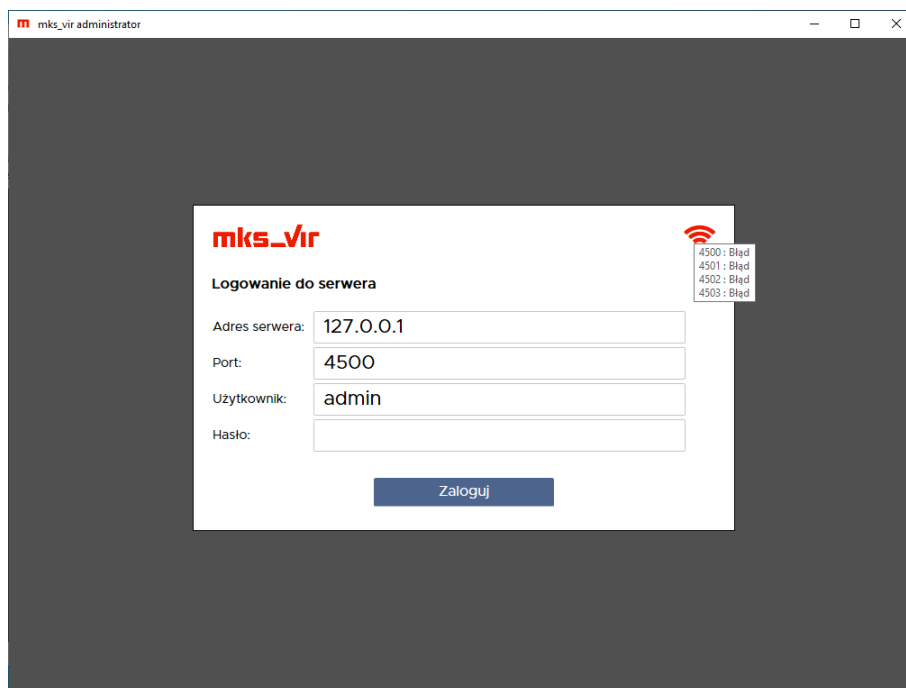 mks_vir administrator
mks_vir
4500 : Błąd
4501 : Błąd
4502 : Błąd
4503 : Błąd
Logowanie do serwera
Adres serwera: 127.0.0.1
Port: 4500
Użytkownik: admin
Hasło:
Zaloguj